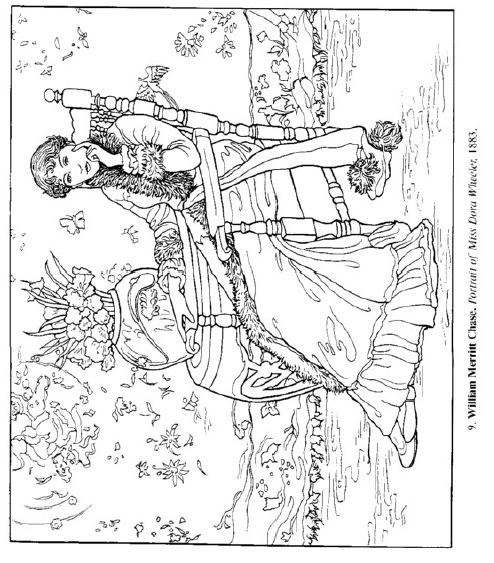 9. William Merritt Chase. Portrait of Miss Dora Wheeler, 1883.